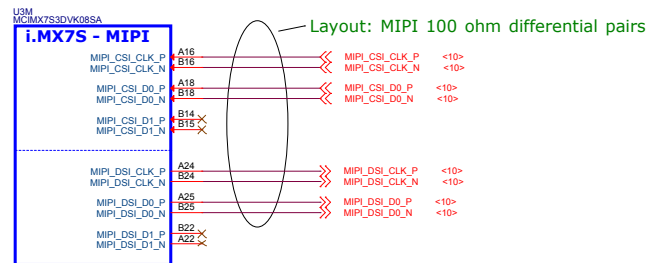 U3M
MCIMX7S3DVK08SA
Layout: MIPI 100 ohm differential pairs
i.MX7S - MIPI
MIPI_CSI_CLK_P A16 MIPI_CSI_CLK_P <10>
MIPI_CSI_CLK_N B16 MIPI_CSI_CLK_N <10>
MIPI_CSI_D0_P A18 MIPI_CSI_D0_P <10>
MIPI_CSI_D0_N B18 MIPI_CSI_D0_N <10>
MIPI_CSI_D1_P B14
MIPI_CSI_D1_N B15
MIPI_DSI_CLK_P A24 MIPI_DSI_CLK_P <10>
MIPI_DSI_CLK_N B24 MIPI_DSI_CLK_N <10>
MIPI_DSI_D0_P A25 MIPI_DSI_D0_P <10>
MIPI_DSI_D0_N B25 MIPI_DSI_D0_N <10>
MIPI_DSI_D1_P B22
MIPI_DSI_D1_N A22